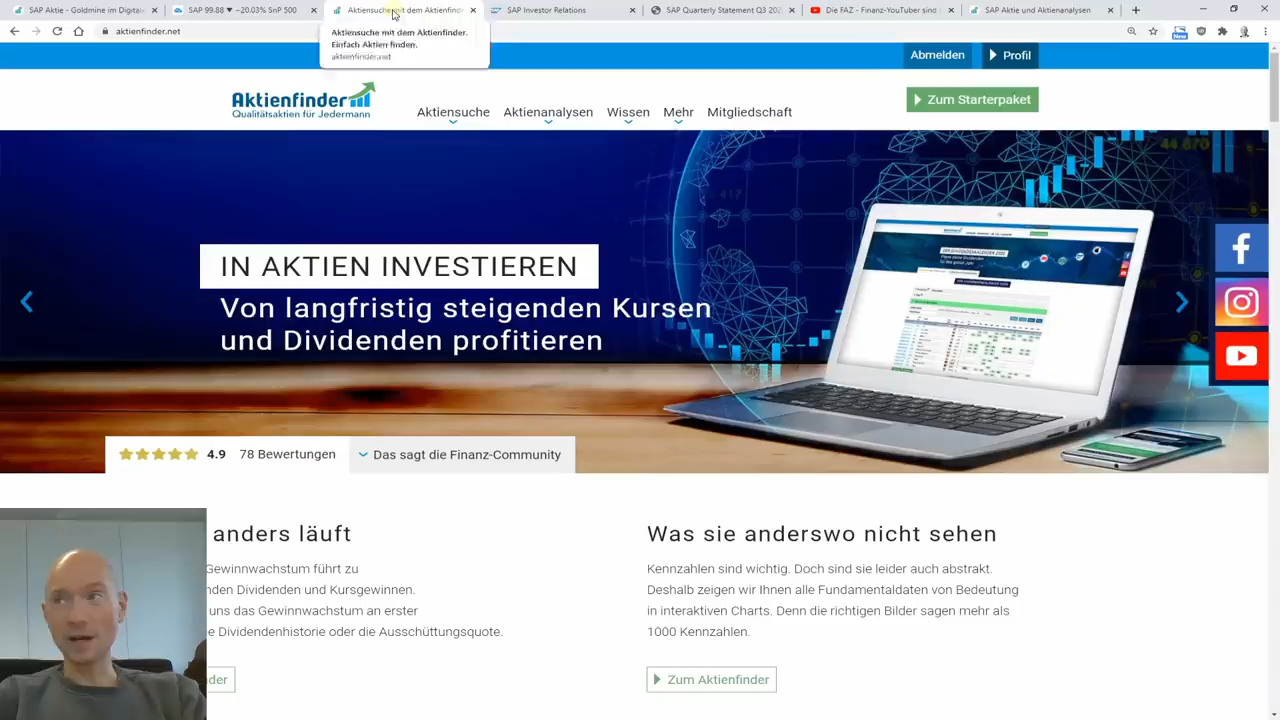 SAP Aktie - Goldmine im Digitale
SAP 99.88 ▼ −20.03% SnP 500
Aktiensuche mit dem Aktienfinder
SAP Investor Relations
SAP Quarterly Statement Q3 202
Die FAZ - Finanz-YouTuber sind
SAP Aktie und Aktienanalysen
aktienfinder.net
Aktiensuche mit dem Aktienfinder.
Einfach Aktien finden.
aktienfinder.net
New
Abmelden
Profil
Aktienfinder
Qualitätsaktien für Jedermann
Aktiensuche
Aktienanalysen
Wissen
Mehr
Mitgliedschaft
Zum Starterpaket
IN AKTIEN INVESTIEREN
Von langfristig steigenden Kursen
und Dividenden profitieren
4.9 78 Bewertungen
Das sagt die Finanz-Community
anders läuft
Gewinnwachstum führt zu
nden Dividenden und Kursgewinnen.
uns das Gewinnwachstum an erster
e Dividendenhistorie oder die Ausschüttungsquote.
der
Was sie anderswo nicht sehen
Kennzahlen sind wichtig. Doch sind sie leider auch abstrakt.
Deshalb zeigen wir Ihnen alle Fundamentaldaten von Bedeutung
in interaktiven Charts. Denn die richtigen Bilder sagen mehr als
1000 Kennzahlen.
Zum Aktienfinder